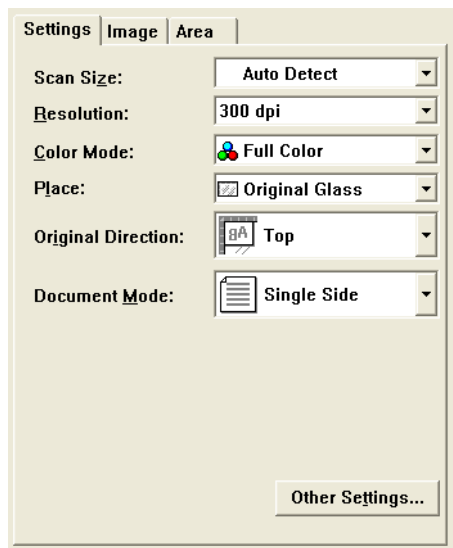 Settings Image Area
Scan Size: Auto Detect
Resolution: 300 dpi
Color Mode: Full Color
Place: Original Glass
Original Direction: AB Top
Document Mode: Single Side
Other Settings...